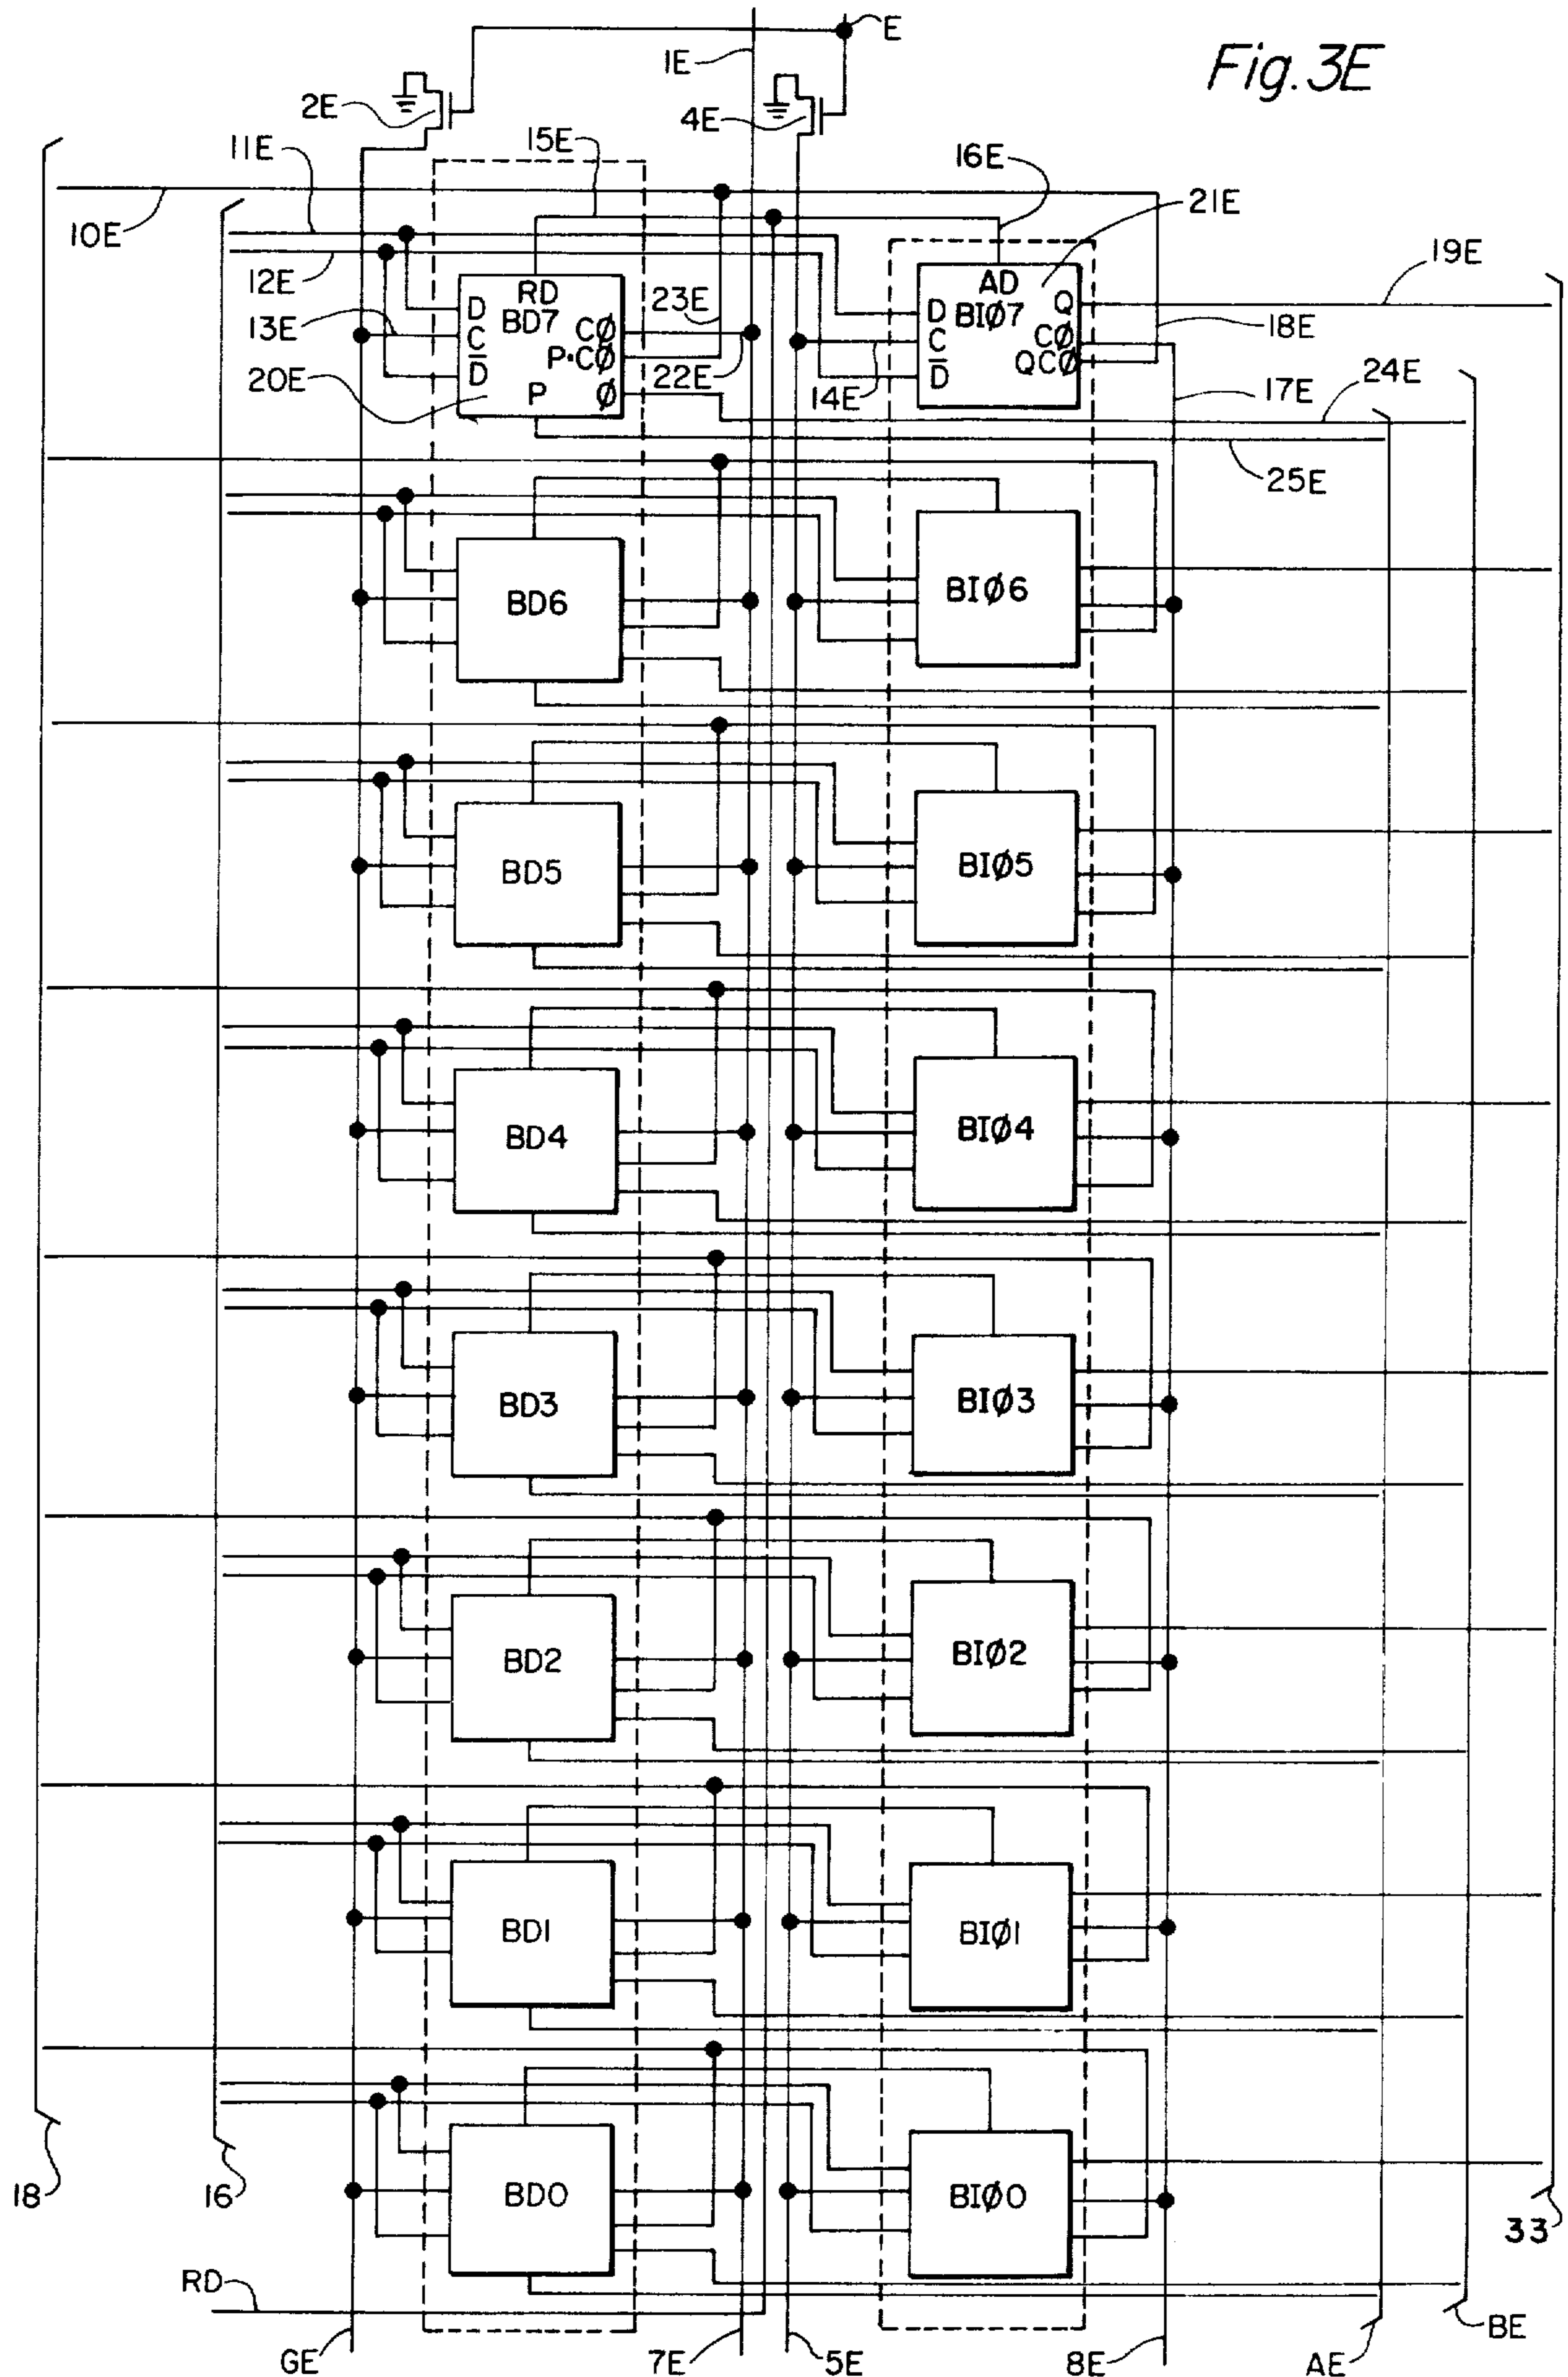 E
1E
Fig. 3E
2E
4E
11E
15E
16E
21E
10E
12E
19E
RD
BD7
D
C
D̅
P
CØ
P·CØ
Ø
13E
20E
23E
22E
AD
BIØ7
D
C
D̅
Q
CØ
QCØ
14E
18E
17E
24E
25E
BD6
BIØ6
BD5
BIØ5
BD4
BIØ4
BD3
BIØ3
BD2
BIØ2
BD1
BIØ1
BD0
BIØ0
18
16
33
RD
GE
7E
5E
8E
AE
BE